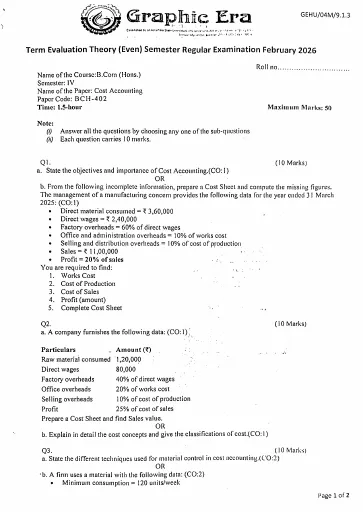 GEHU/04M/9.1.3
Graphic Era
Term Evaluation Theory (Even) Semester Regular Examination February 2026
Roll no..............................
Name of the Course:B.Com (Hons.)
Semester: IV
Name of the Paper: Cost Accounting
Paper Code: BCH-402
Time: 1.5-hour Maximum Marks: 50
Note:
(i) Answer all the questions by choosing any one of the sub-questions
(ii) Each question carries 10 marks.
Q1. (10 Marks)
a. State the objectives and importance of Cost Accounting.(CO:1)
OR
b. From the following incomplete information, prepare a Cost Sheet and compute the missing figures.
The management of a manufacturing concern provides the following data for the year ended 31 March
2025: (CO:1)
• Direct material consumed = ₹ 3,60,000
• Direct wages = ₹ 2,40,000
• Factory overheads = 60% of direct wages
• Office and administration overheads = 10% of works cost
• Selling and distribution overheads = 10% of cost of production
• Sales = ₹ 11,00,000
• Profit = 20% of sales
You are required to find:
1. Works Cost
2. Cost of Production
3. Cost of Sales
4. Profit (amount)
5. Complete Cost Sheet
Q2. (10 Marks)
a. A company furnishes the following data: (CO:1)
Particulars Amount (₹)
Raw material consumed 1,20,000
Direct wages 80,000
Factory overheads 40% of direct wages
Office overheads 20% of works cost
Selling overheads 10% of cost of production
Profit 25% of cost of sales
Prepare a Cost Sheet and find Sales value.
OR
b. Explain in detail the cost concepts and give the classifications of cost.(CO:1)
Q3. (10 Marks)
a. State the different techniques used for material control in cost accounting.(CO:2)
OR
b. A firm uses a material with the following data: (CO:2)
• Minimum consumption = 120 units/week
Page 1 of 2